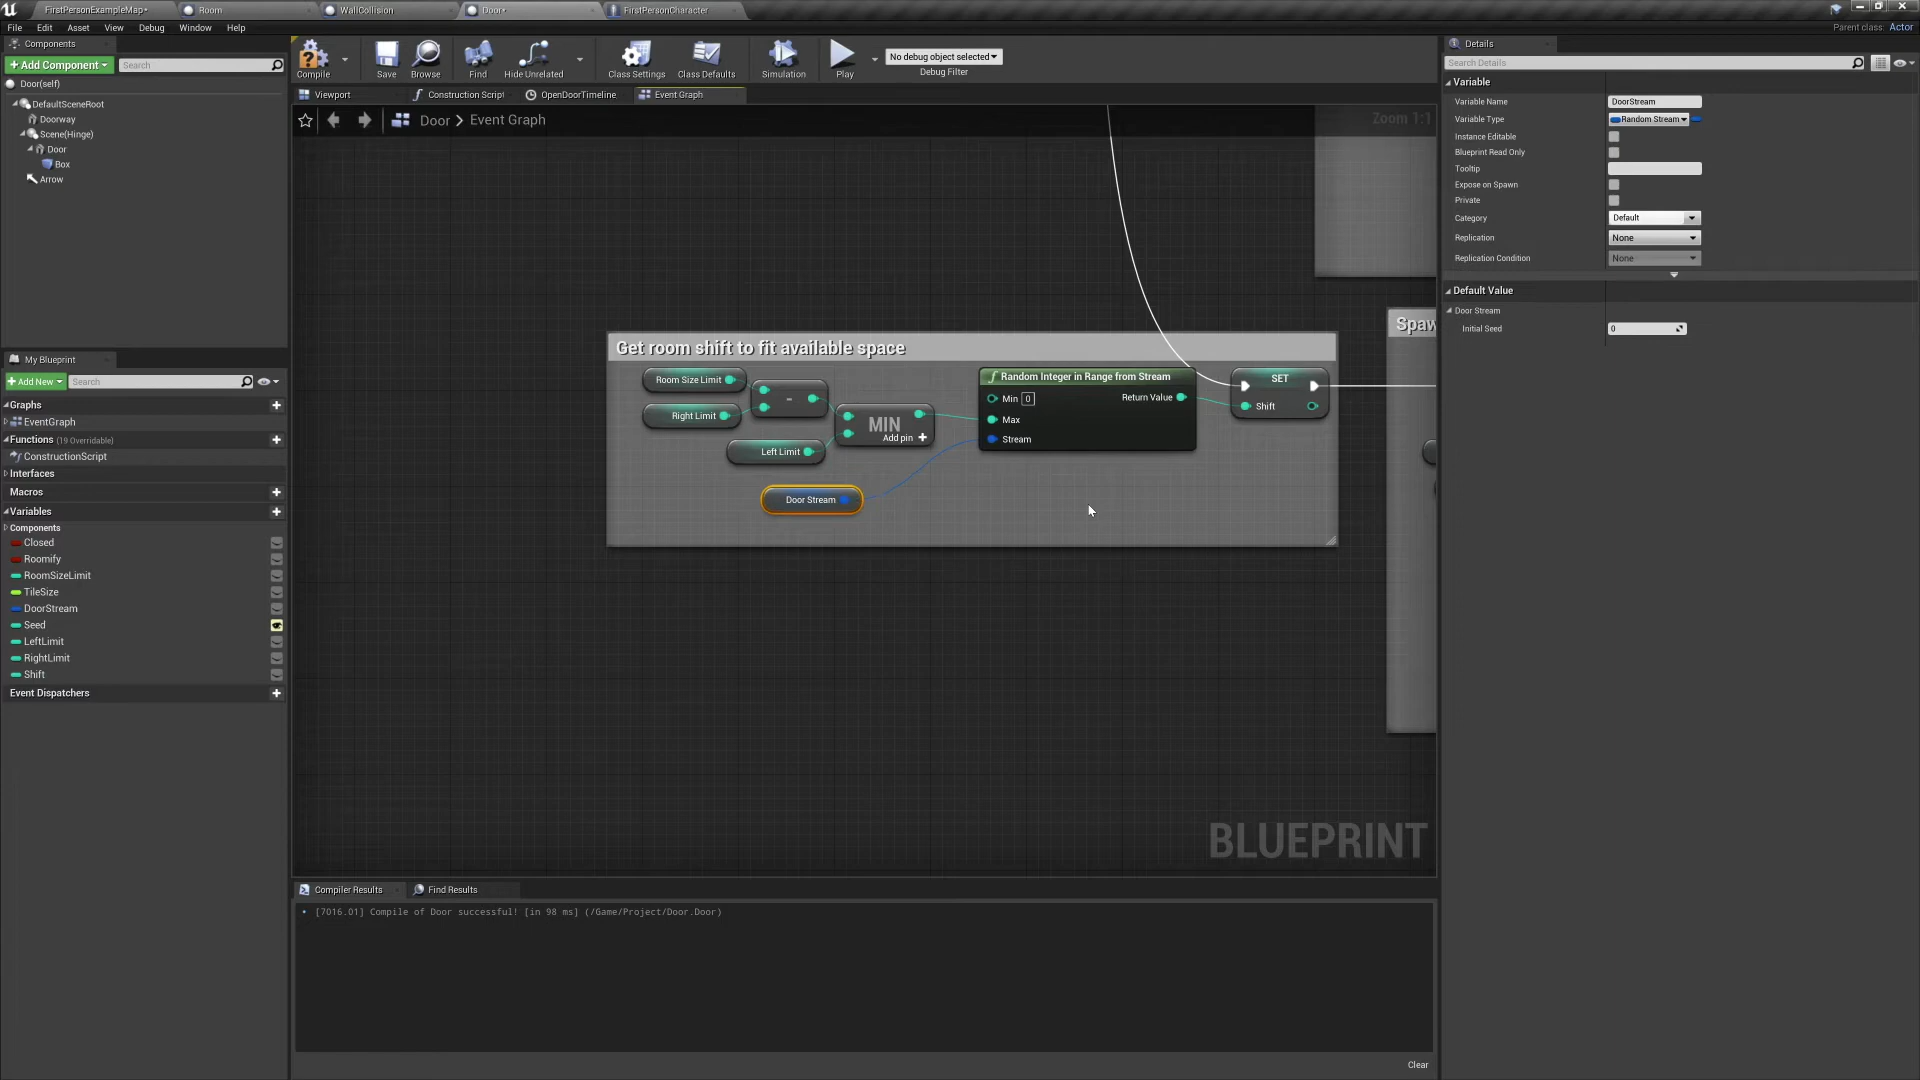 FirstPersonExampleMap•
Room
WallCollision
Door•
FirstPersonCharacter
File Edit Asset View Debug Window Help
Parent class: Actor
Components
+ Add Component
Search
Door(self)
DefaultSceneRoot
Doorway
Scene(Hinge)
Door
Box
Arrow
Compile
Save
Browse
Find
Hide Unrelated
Class Settings
Class Defaults
Simulation
Play
No debug object selected
Debug Filter
Viewport
Construction Script
OpenDoorTimeline
Event Graph
Door > Event Graph
Zoom 1:1
Get room shift to fit available space
Room Size Limit
Right Limit
-
Left Limit
MIN
Add pin +
Door Stream
Random Integer in Range from Stream
Min 0
Return Value
Max
Stream
SET
Shift
Spaw
BLUEPRINT
My Blueprint
+ Add New
Search
Graphs
EventGraph
Functions (19 Overridable)
ConstructionScript
Interfaces
Macros
Variables
Components
Closed
Roomify
RoomSizeLimit
TileSize
DoorStream
Seed
LeftLimit
RightLimit
Shift
Event Dispatchers
Compiler Results
Find Results
[7016.01] Compile of Door successful! [in 98 ms] (/Game/Project/Door.Door)
Clear
Details
Search Details
Variable
Variable Name DoorStream
Variable Type Random Stream
Instance Editable
Blueprint Read Only
Tooltip
Expose on Spawn
Private
Category Default
Replication None
Replication Condition None
Default Value
Door Stream
Initial Seed 0